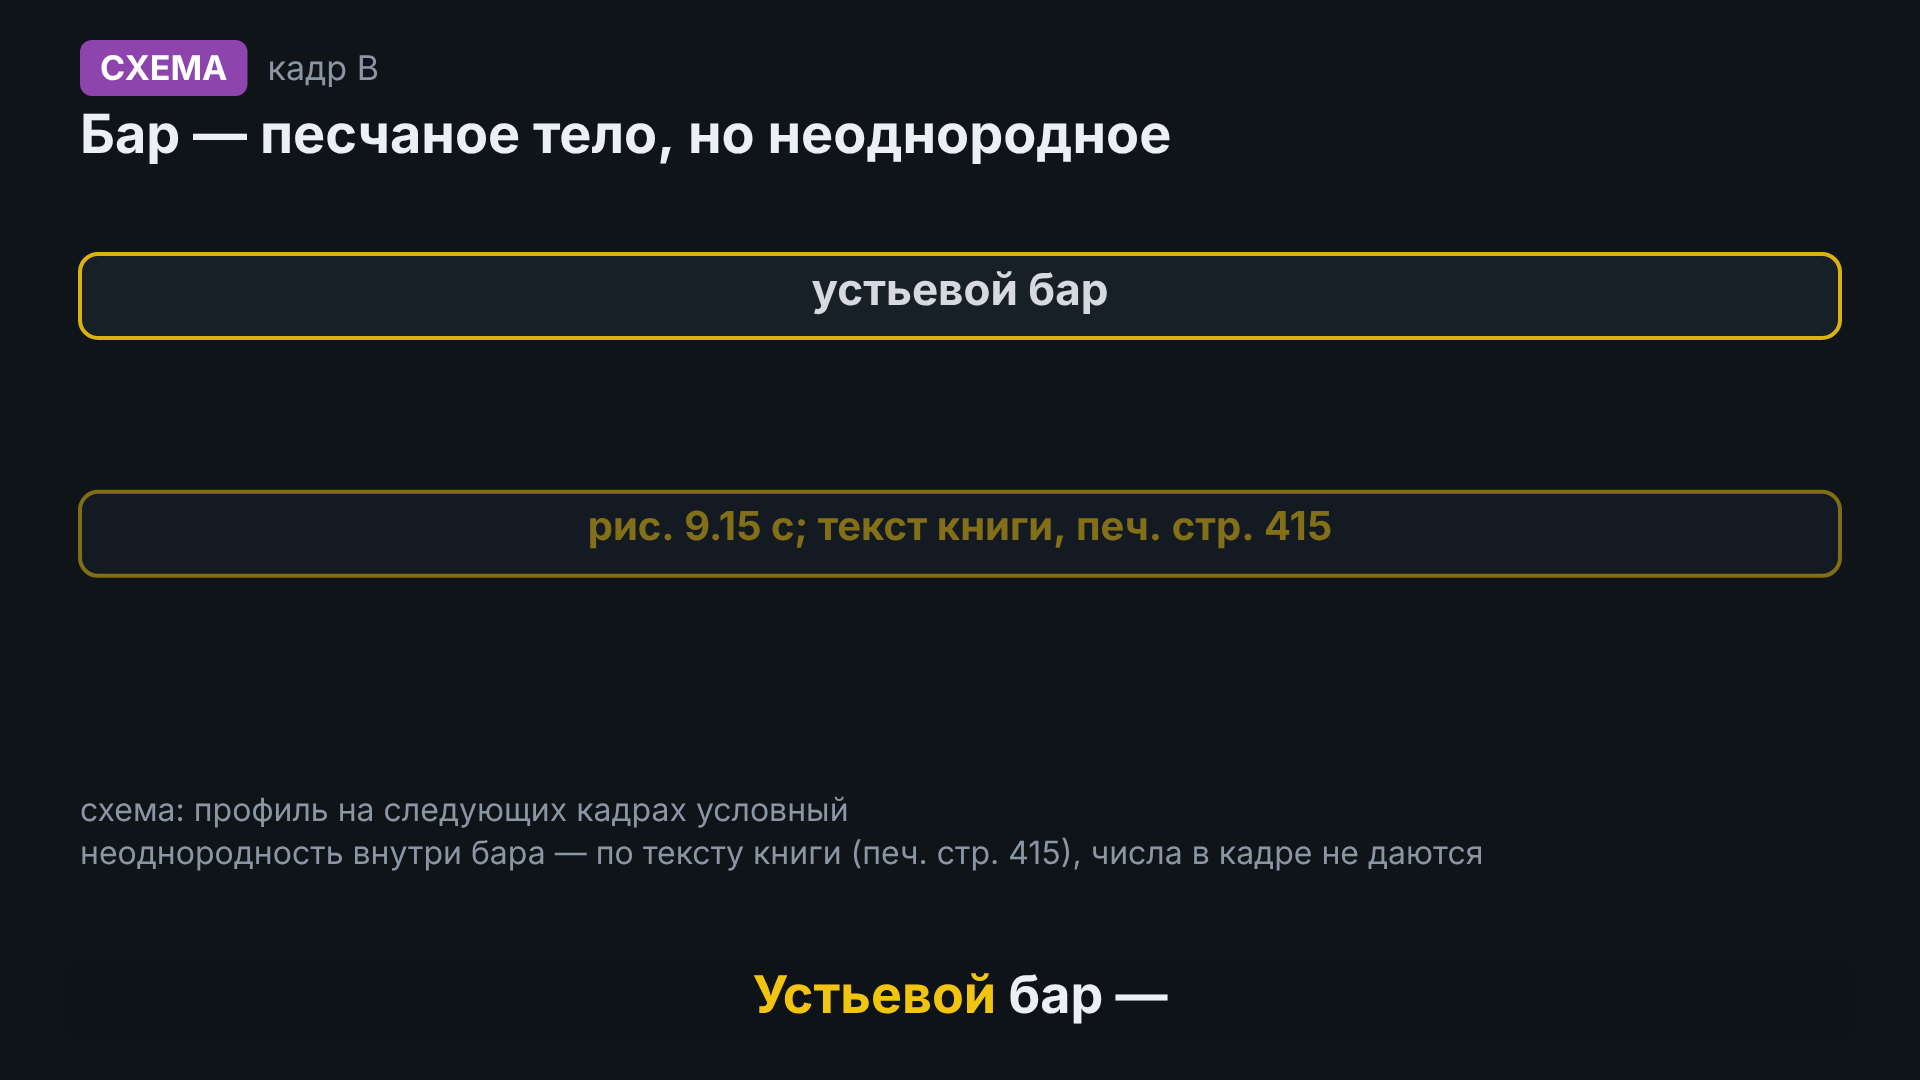 СХЕМА кадр В
Бар — песчаное тело, но неоднородное
устьевой бар
рис. 9.15 с; текст книги, печ. стр. 415
схема: профиль на следующих кадрах условный
неоднородность внутри бара — по тексту книги (печ. стр. 415), числа в кадре не даются
Устьевой бар —